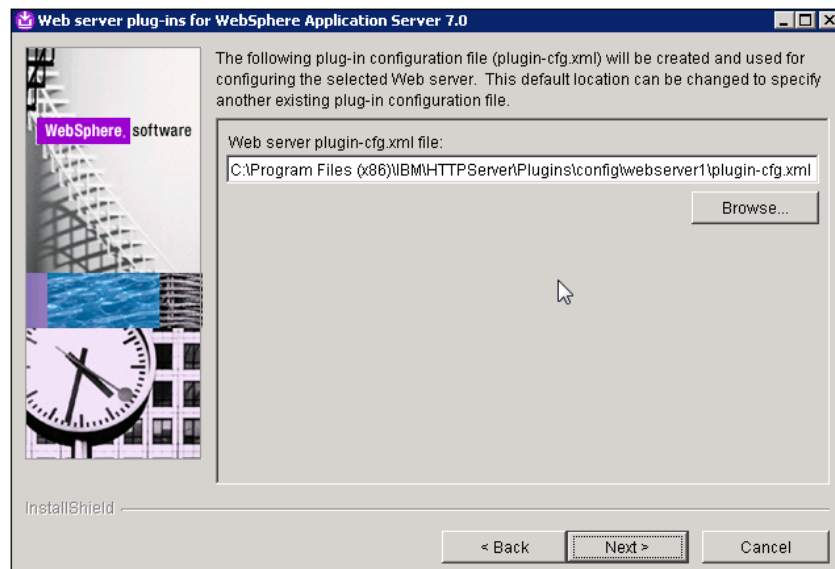 Web server plug-ins for WebSphere Application Server 7.0
The following plug-in configuration file (plugin-cfg.xml) will be created and used for
configuring the selected Web server. This default location can be changed to specify
another existing plug-in configuration file.
WebSphere. software
Web server plugin-cfg.xml file:
C:\Program Files (x86)\IBM\HTTPServer\Plugins\config\webserver1\plugin-cfg.xml
Browse...
InstallShield
< Back
Next >
Cancel